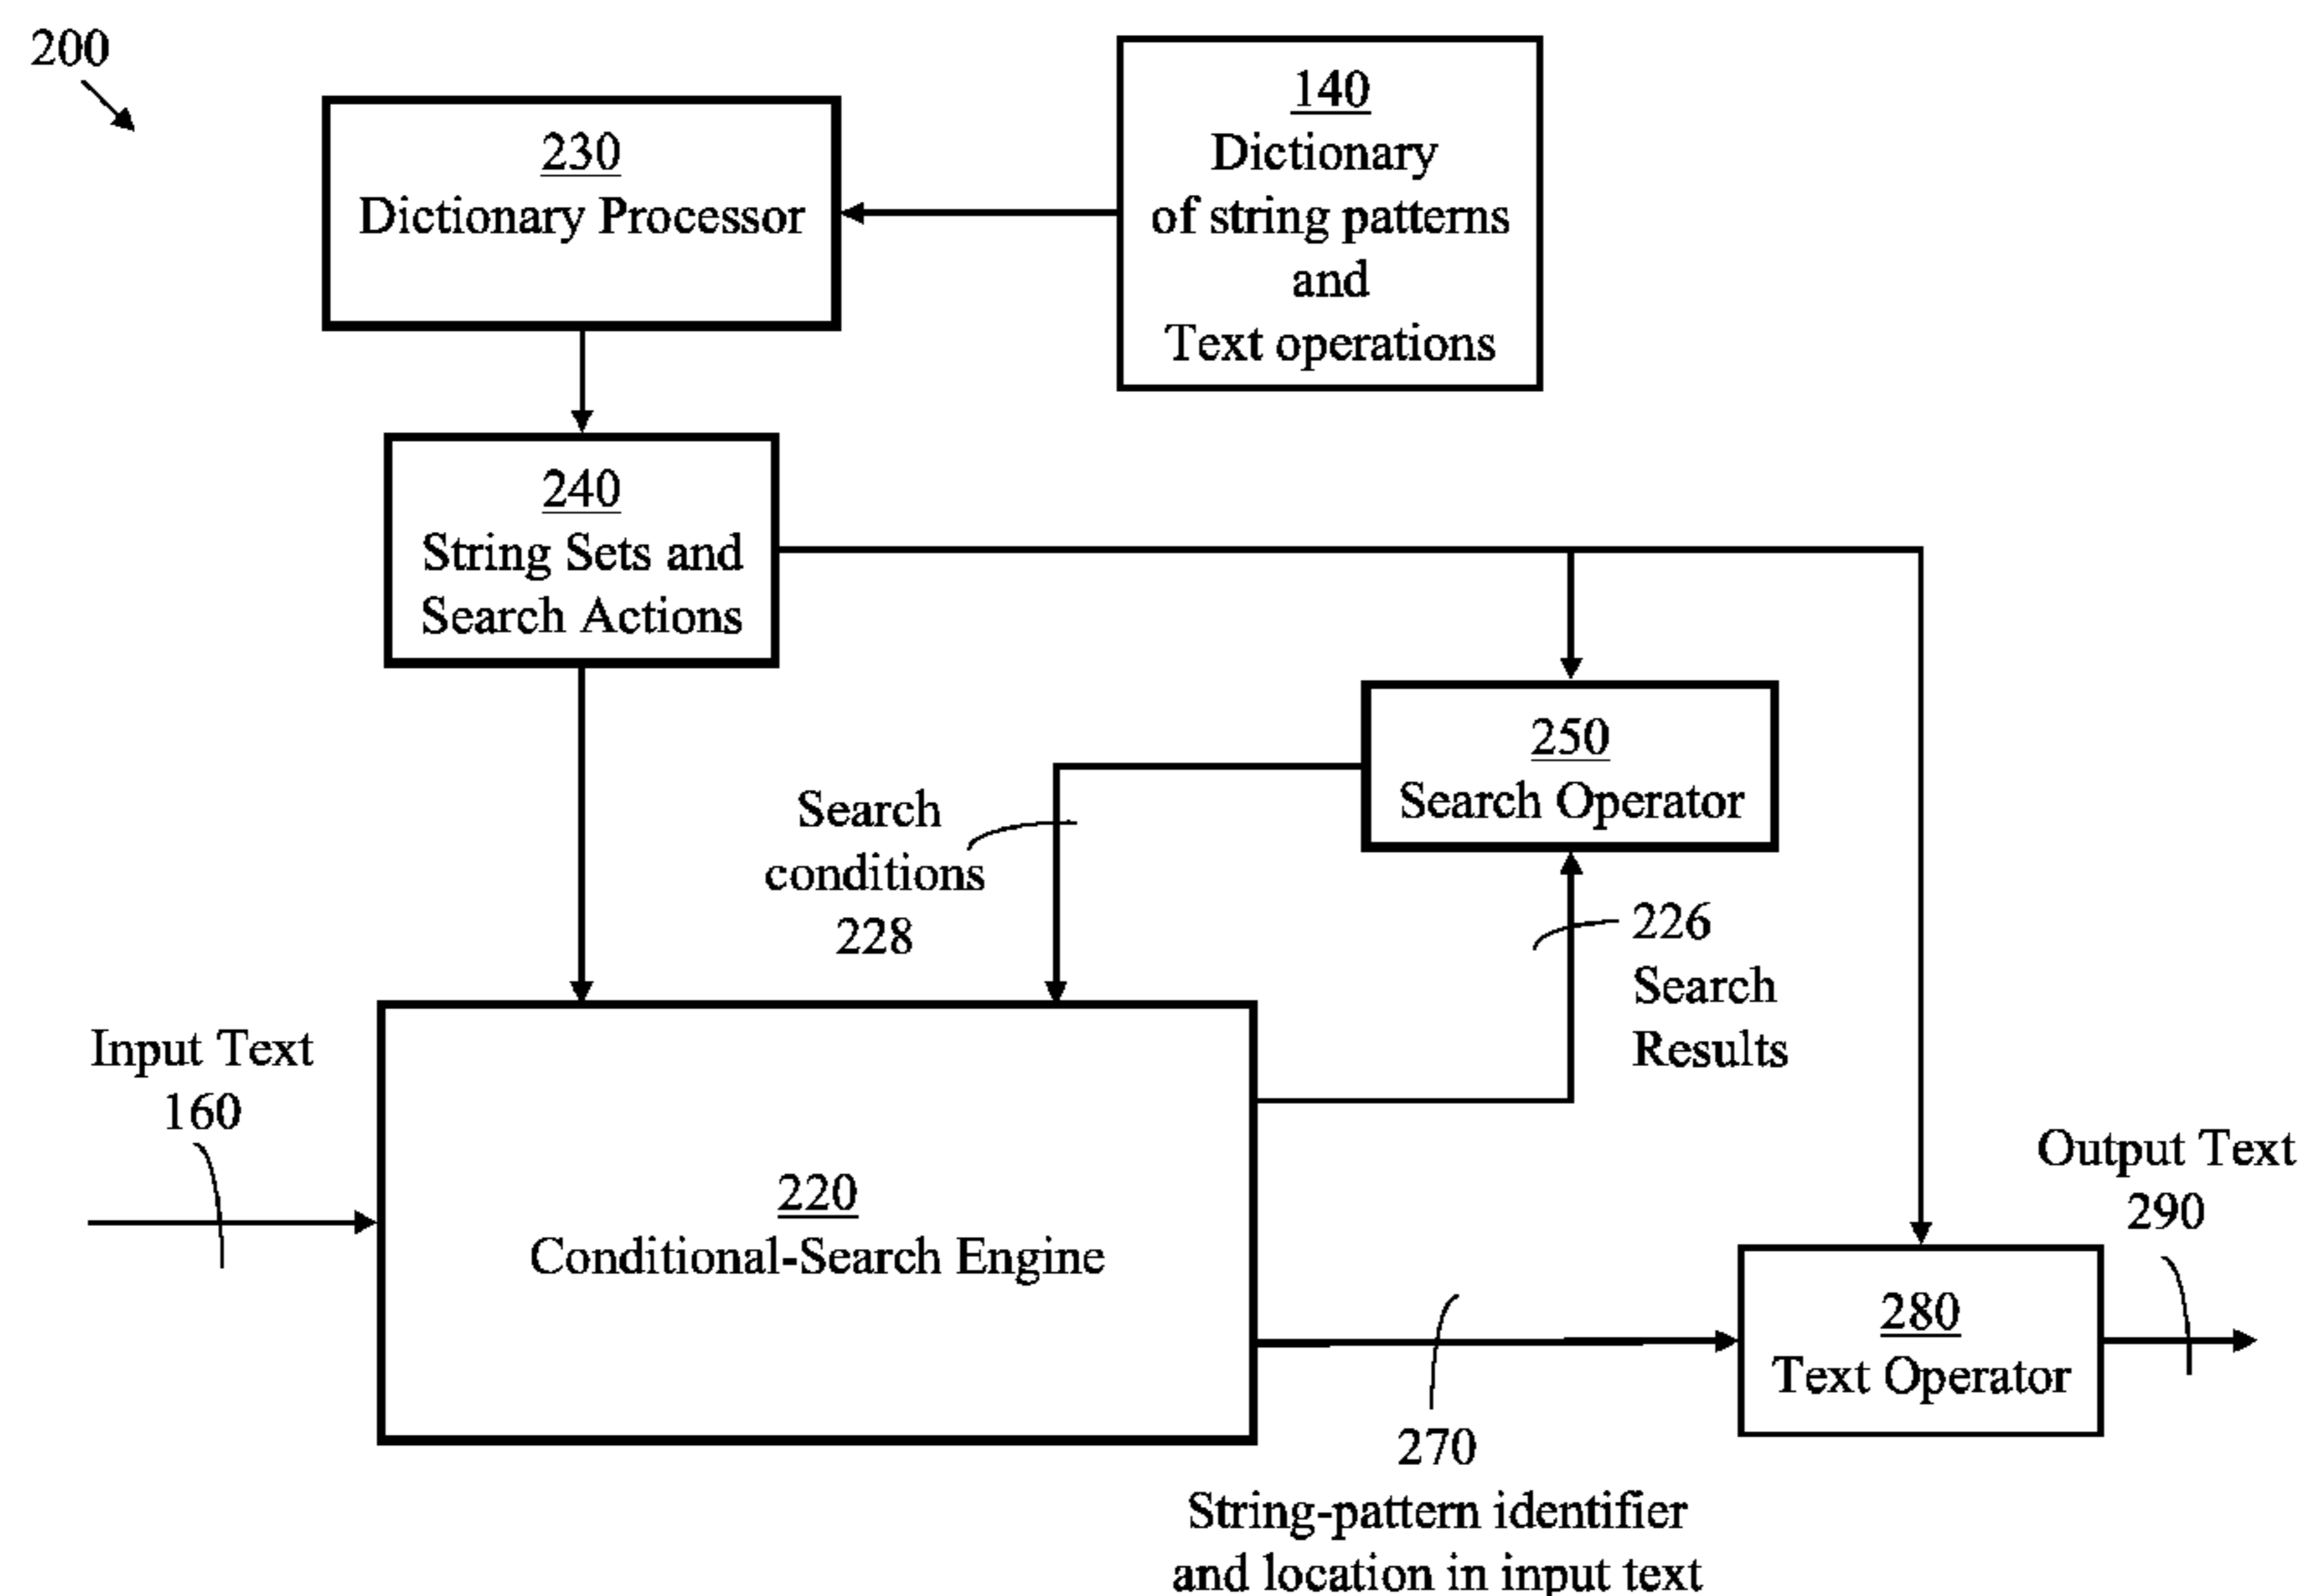 200
140
Dictionary
of string patterns
and
Text operations
230
Dictionary Processor
240
String Sets and
Search Actions
250
Search Operator
Search
conditions
228
226
Search
Results
Input Text
160
220
Conditional-Search Engine
Output Text
290
280
Text Operator
270
String-pattern identifier
and location in input text